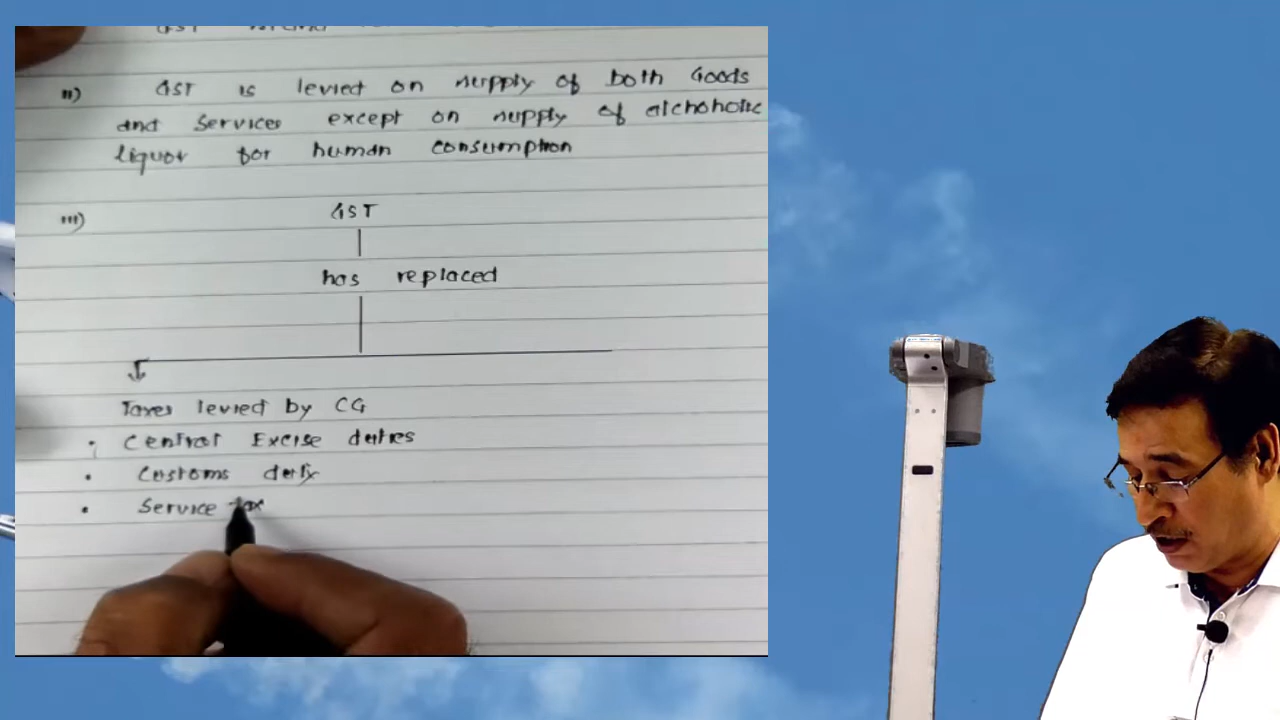 ii) GST is levied on supply of both Goods
and Services except on supply of alchoholic
liquor for human consumption
iii) GST
has replaced
Taxes levied by CG
• Central Excise duties
• Customs duty
• Service tax